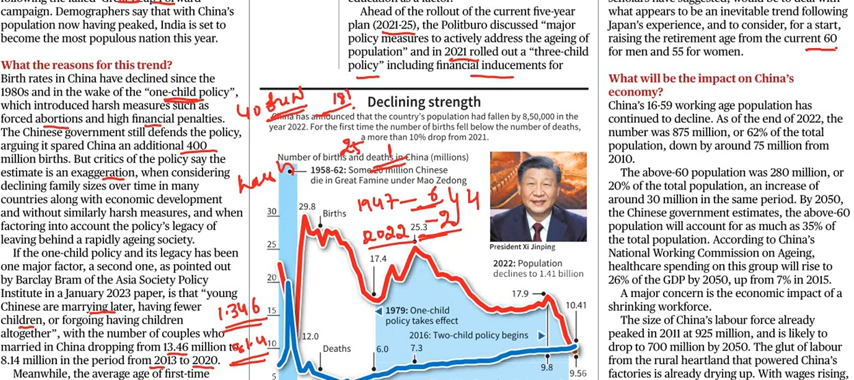 following the failed "Great Leap Forward"
campaign. Demographers say that with China's
population now having peaked, India is set to
become the most populous nation this year.
What the reasons for this trend?
Birth rates in China have declined since the
1980s and in the wake of the "one-child policy",
which introduced harsh measures such as
forced abortions and high financial penalties.
The Chinese government still defends the policy,
arguing it spared China an additional 400
million births. But critics of the policy say the
estimate is an exaggeration, when considering
declining family sizes over time in many
countries along with economic development
and without similarly harsh measures, and when
factoring into account the policy's legacy of
leaving behind a rapidly ageing society.
If the one-child policy and its legacy has been
one major factor, a second one, as pointed out
by Barclay Bram of the Asia Society Policy
Institute in a January 2023 paper, is that "young
Chinese are marrying later, having fewer
children, or forgoing having children
altogether", with the number of couples who
married in China dropping from 13.46 million to
8.14 million in the period from 2013 to 2020.
Meanwhile, the average age of first-time
Ahead of the rollout of the current five-year
plan (2021-25), the Politburo discussed "major
policy measures to actively address the ageing of
population" and in 2021 rolled out a "three-child
policy" including financial inducements for
Declining strength
China has announced that the country's population had fallen by 8,50,000 in the
year 2022. For the first time the number of births fell below the number of deaths,
a more than 10% drop from 2021.
Number of births and deaths in China (millions)
1958-62: Some 20 million Chinese
die in Great Famine under Mao Zedong
1947 — 6
2022 — 2
29.8
Births
25.3
30
25
20
15
10
5
17.4
17.9
10.41
1979: One-child
policy takes effect
2016: Two-child policy begins
12.0
Deaths
6.0
7.3
9.8
9.56
1.346
President Xi Jinping
2022: Population
declines to 1.41 billion
what appears to be an inevitable trend following
Japan's experience, and to consider, for a start,
raising the retirement age from the current 60
for men and 55 for women.
What will be the impact on China's
economy?
China's 16-59 working age population has
continued to decline. As of the end of 2022, the
number was 875 million, or 62% of the total
population, down by around 75 million from
2010.
The above-60 population was 280 million, or
20% of the total population, an increase of
around 30 million in the same period. By 2050,
the Chinese government estimates, the above-60
population will account for as much as 35% of
the total population. According to China's
National Working Commission on Ageing,
healthcare spending on this group will rise to
26% of the GDP by 2050, up from 7% in 2015.
A major concern is the economic impact of a
shrinking workforce.
The size of China's labour force already
peaked in 2011 at 925 million, and is likely to
drop to 700 million by 2050. The glut of labour
from the rural heartland that powered China's
factories is already drying up. With wages rising,